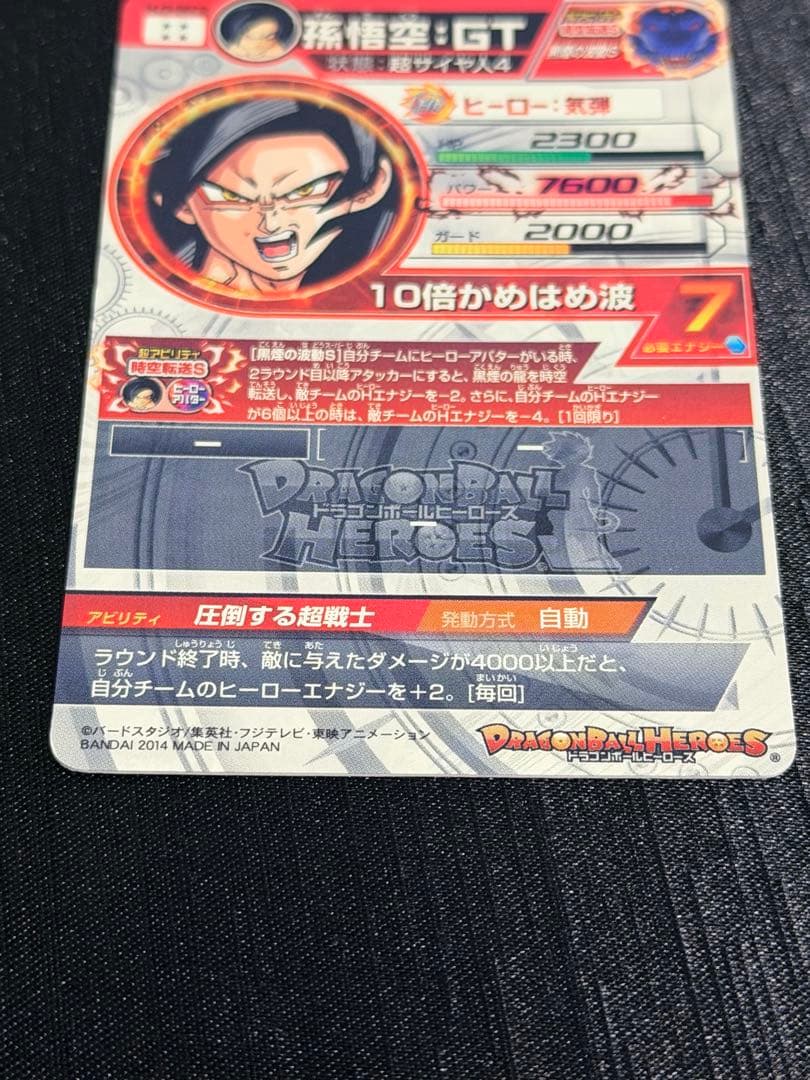 孫悟空:GT
状態:超サイヤ人4
ヒーロー:気弾
2300
パワー 7600
ガード 2000
10倍かめはめ波 7
必要エナジー
超アビリティ
時空転送S
ヒーローアバター
[黒煙の波動S]自分チームにヒーローアバターがいる時、
2ラウンド目以降アタッカーにすると、黒煙の龍を時空
転送し、敵チームのHエナジーを-2。さらに、自分チームのHエナジー
が6個以上の時は、敵チームのHエナジーを-4。[1回限り]
DRAGONBALL
ドラゴンボールヒーローズ
HEROES
アビリティ 圧倒する超戦士 発動方式 自動
ラウンド終了時、敵に与えたダメージが4000以上だと、
自分チームのヒーローエナジーを+2。[毎回]
©バードスタジオ/集英社・フジテレビ・東映アニメーション
BANDAI 2014 MADE IN JAPAN
DRAGONBALL HEROES
ドラゴンボールヒーローズ